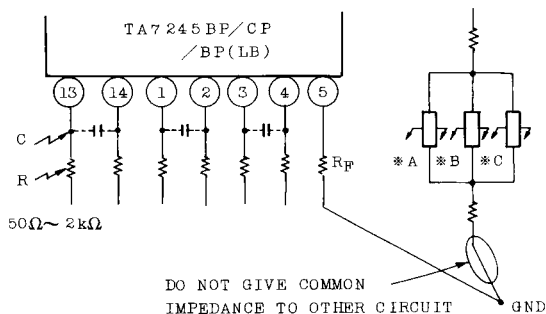 TA7245BP/CP
/BP(LB)
13 14 1 2 3 4 5
C
R
RF
50Ω~2kΩ
※A ※B ※C
DO NOT GIVE COMMON
IMPEDANCE TO OTHER CIRCUIT
GND